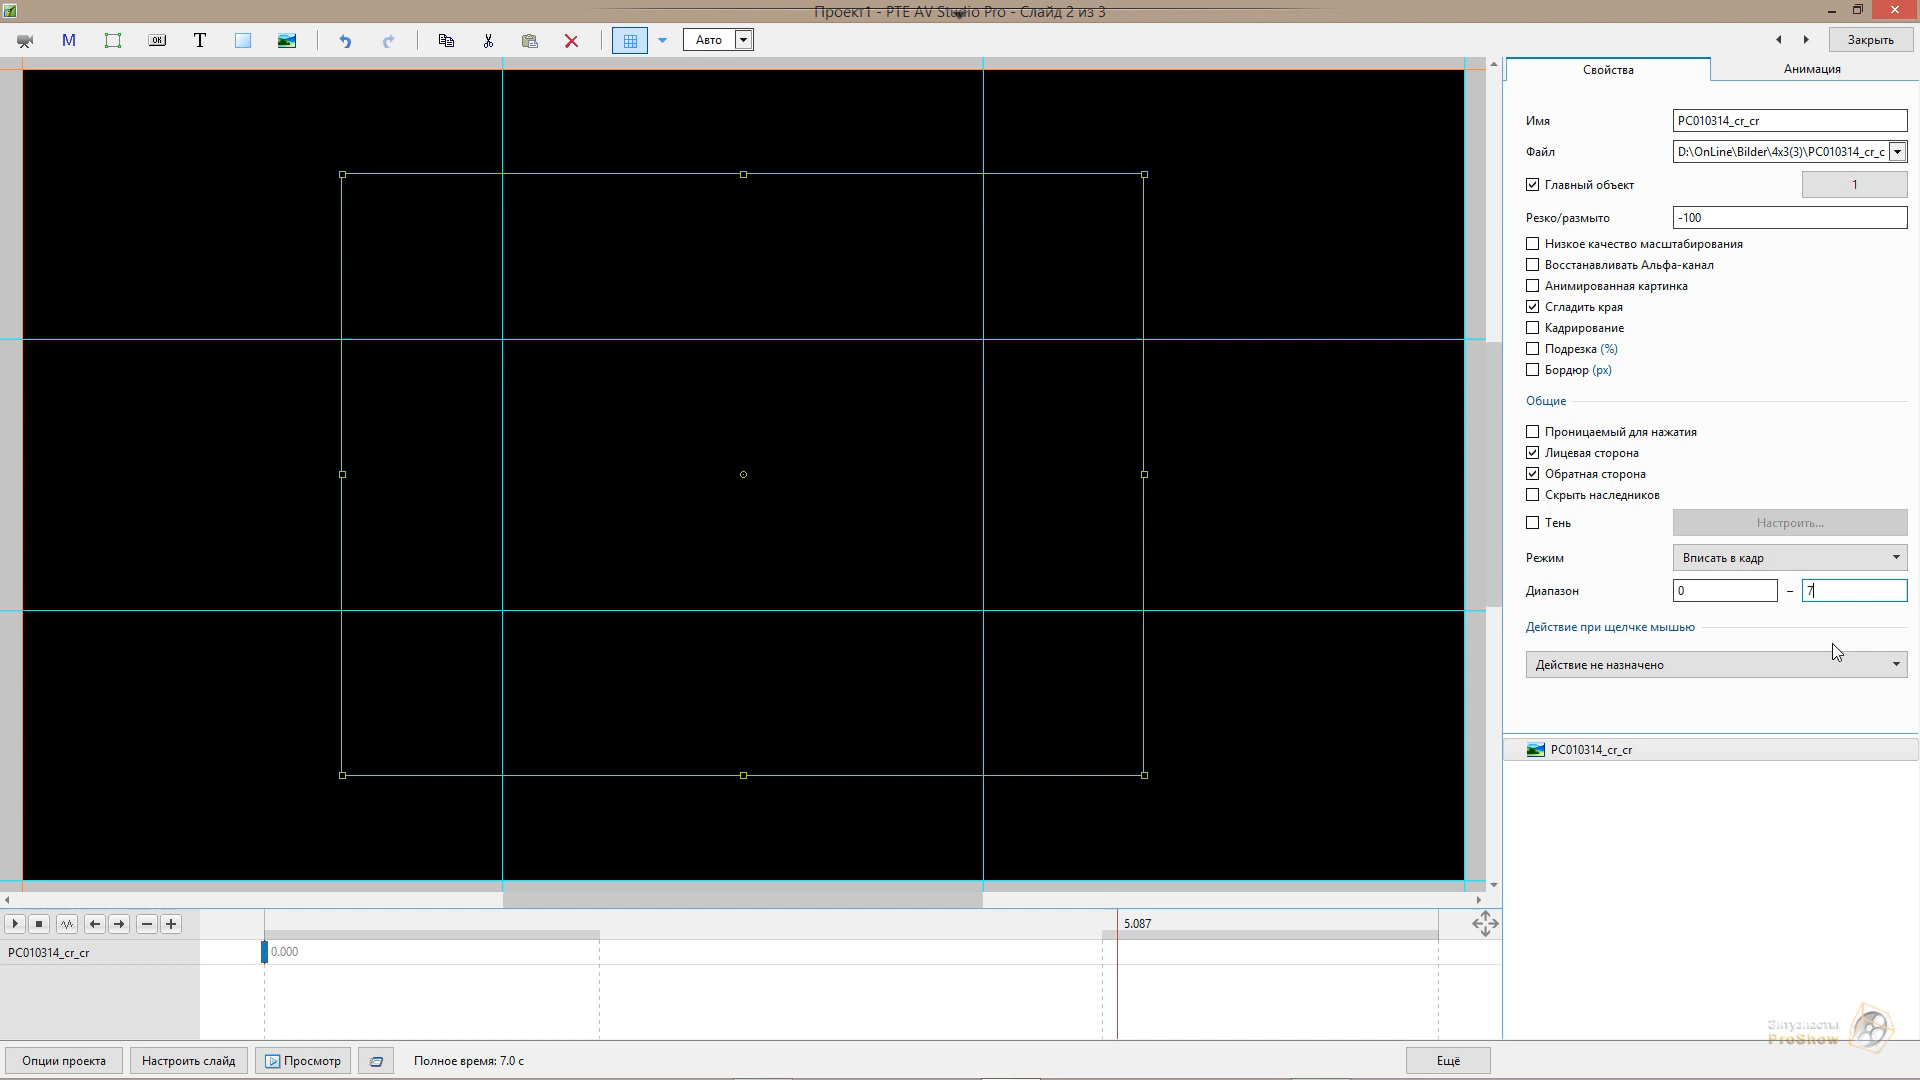 Проект1 - PTE AV Studio Pro - Слайд 2 из 3
M
OK
T
Авто
Закрыть
Свойства
Анимация
Имя
PC010314_cr_cr
Файл
D:\OnLine\Bilder\4x3(3)\PC010314_cr_c
Главный объект
1
Резко/размыто
-100
Низкое качество масштабирования
Восстанавливать Альфа-канал
Анимированная картинка
Сгладить края
Кадрирование
Подрезка (%)
Бордюр (px)
Общие
Проницаемый для нажатия
Лицевая сторона
Обратная сторона
Скрыть наследников
Тень
Настроить...
Режим
Вписать в кадр
Диапазон
0
–
7
Действие при щелчке мышью
Действие не назначено
PC010314_cr_cr
5.087
PC010314_cr_cr
0.000
Энтузиасты
ProShow
Опции проекта
Настроить слайд
Просмотр
Полное время: 7.0 с
Ещё